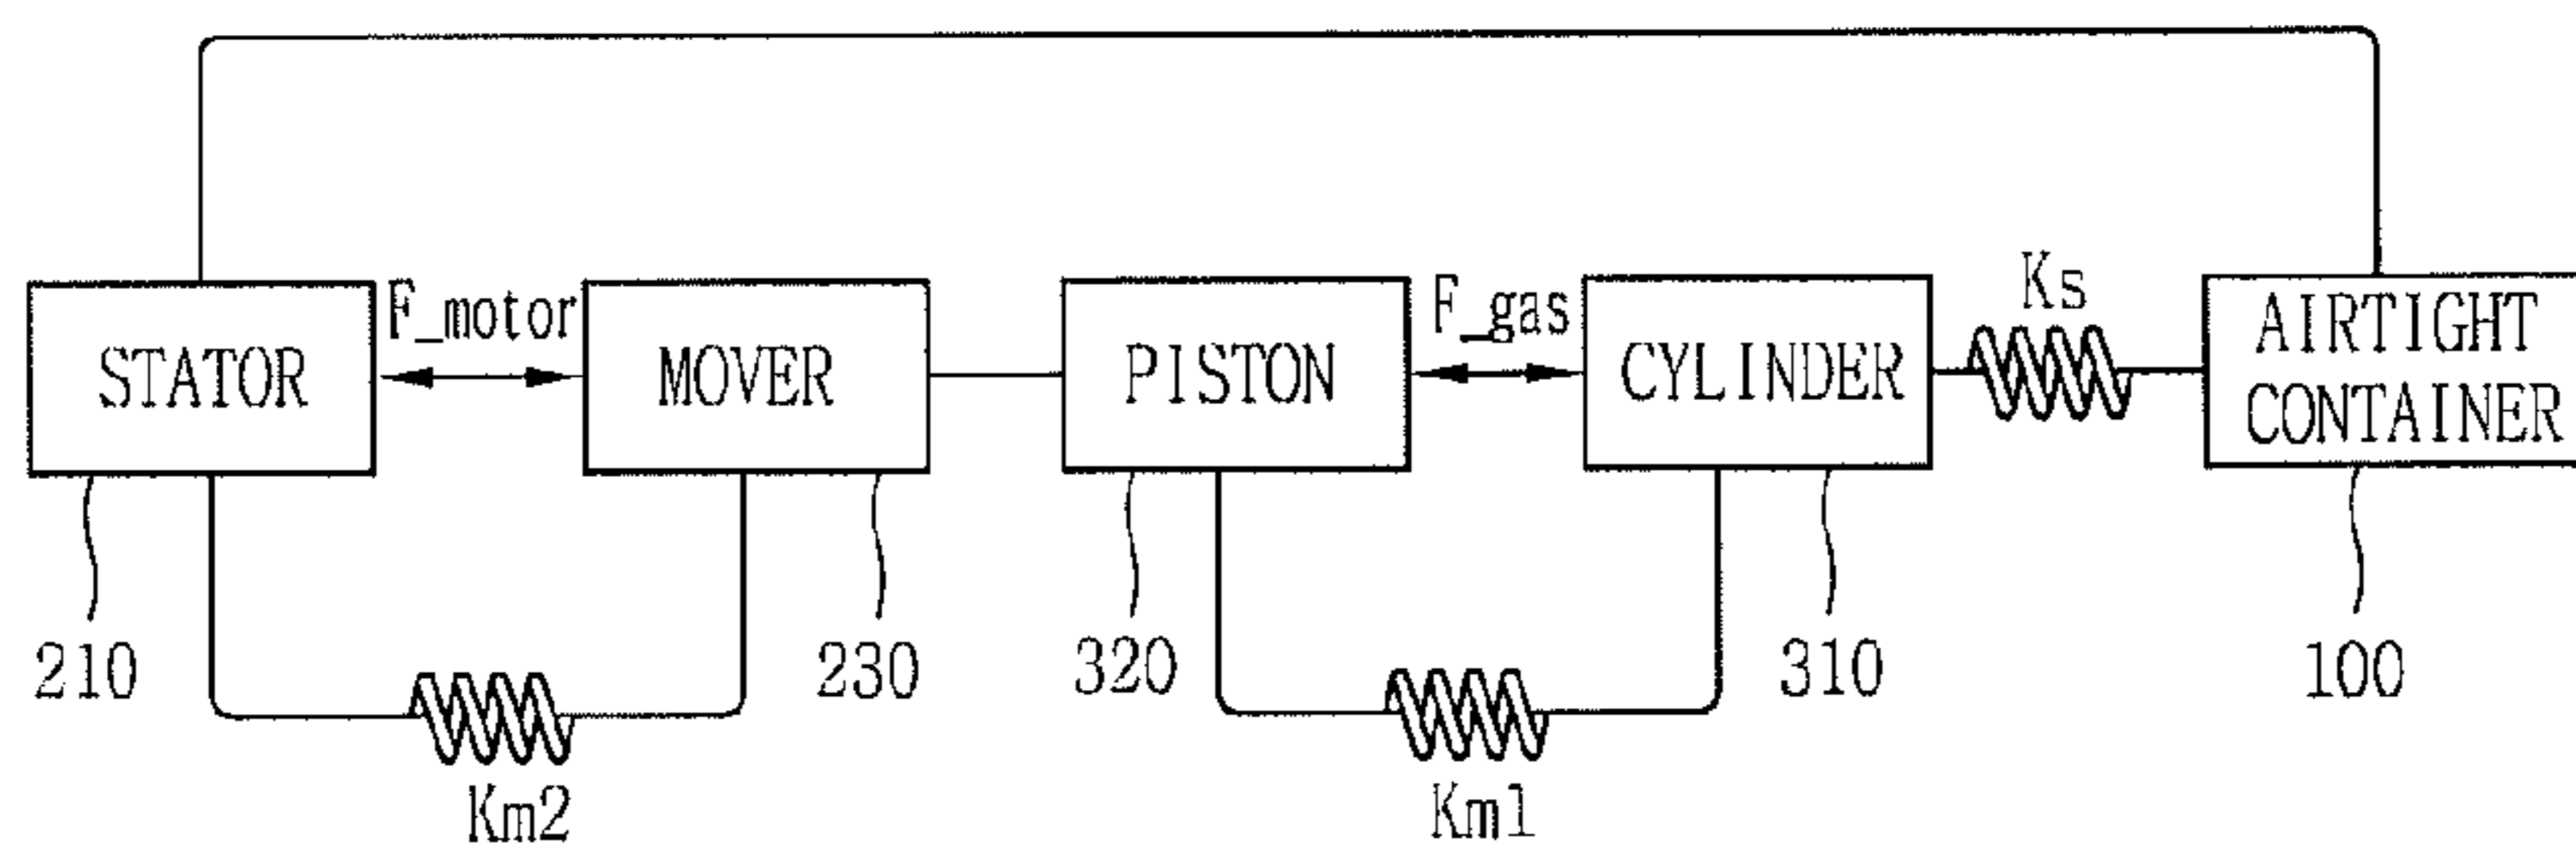 Ks
F_motor
F_gas
STATOR
MOVER
PISTON
CYLINDER
AIRTIGHT
CONTAINER
210
230
320
310
100
Km2
Km1